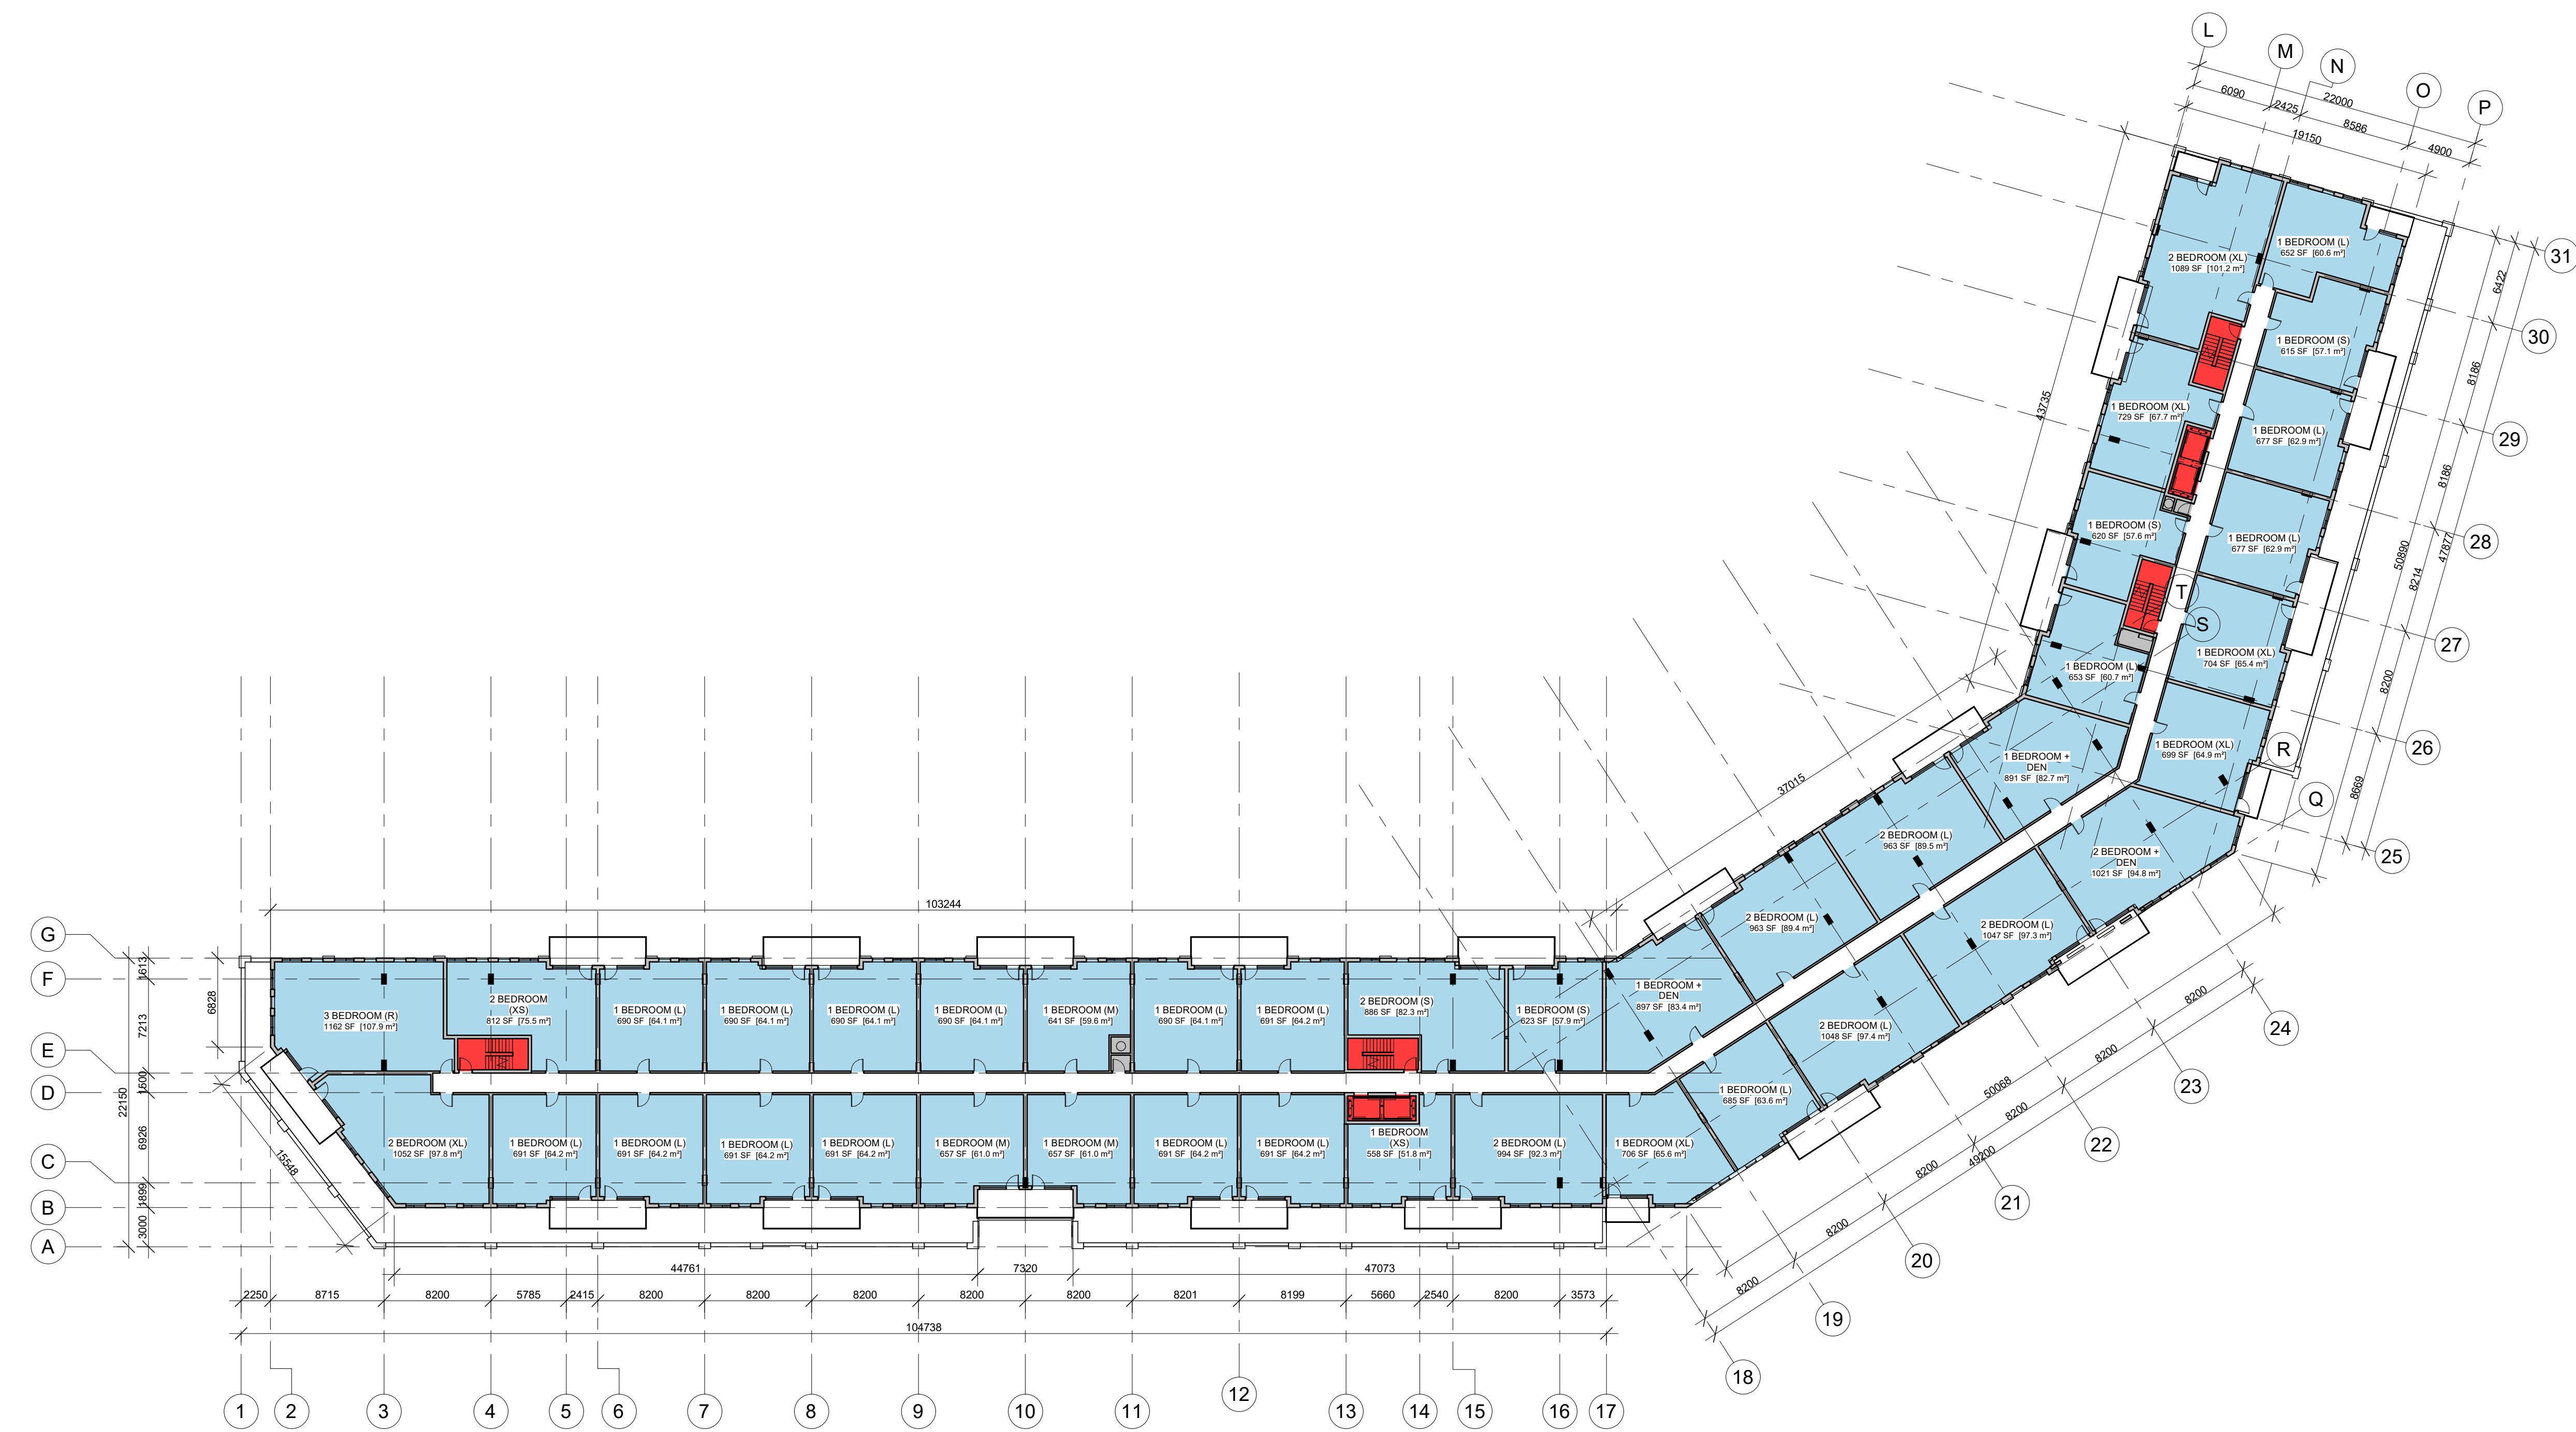 L
M
N
O
P
6090
2425
22000
8586
19150
4900
31
30
29
28
27
26
25
6422
8186
8186
8214
8200
8669
50890
47877
43735
2 BEDROOM (XL)
1089 SF [101.2 m²]
1 BEDROOM (L)
652 SF [60.6 m²]
1 BEDROOM (S)
615 SF [57.1 m²]
1 BEDROOM (XL)
729 SF [67.7 m²]
1 BEDROOM (L)
677 SF [62.9 m²]
1 BEDROOM (S)
620 SF [57.6 m²]
1 BEDROOM (L)
677 SF [62.9 m²]
T
S
1 BEDROOM (L)
653 SF [60.7 m²]
1 BEDROOM (XL)
704 SF [65.4 m²]
1 BEDROOM (XL)
699 SF [64.9 m²]
R
Q
37015
1 BEDROOM +
DEN
891 SF [82.7 m²]
2 BEDROOM (L)
963 SF [89.5 m²]
2 BEDROOM +
DEN
1021 SF [94.8 m²]
2 BEDROOM (L)
963 SF [89.4 m²]
2 BEDROOM (L)
1047 SF [97.3 m²]
1 BEDROOM +
DEN
897 SF [83.4 m²]
2 BEDROOM (L)
1048 SF [97.4 m²]
1 BEDROOM (L)
685 SF [63.6 m²]
1 BEDROOM (XL)
706 SF [65.6 m²]
8200
8200
8200
8200
8200
8200
50068
49200
24
23
22
21
20
19
18
103244
G
F
E
D
C
B
A
1613
7213
1500
6926
1899
3000
22150
6828
15548
3 BEDROOM (R)
1162 SF [107.9 m²]
2 BEDROOM
(XS)
812 SF [75.5 m²]
1 BEDROOM (L)
690 SF [64.1 m²]
1 BEDROOM (L)
690 SF [64.1 m²]
1 BEDROOM (L)
690 SF [64.1 m²]
1 BEDROOM (L)
690 SF [64.1 m²]
1 BEDROOM (M)
641 SF [59.6 m²]
1 BEDROOM (L)
690 SF [64.1 m²]
1 BEDROOM (L)
691 SF [64.2 m²]
2 BEDROOM (S)
886 SF [82.3 m²]
1 BEDROOM (S)
623 SF [57.9 m²]
2 BEDROOM (XL)
1052 SF [97.8 m²]
1 BEDROOM (L)
691 SF [64.2 m²]
1 BEDROOM (L)
691 SF [64.2 m²]
1 BEDROOM (L)
691 SF [64.2 m²]
1 BEDROOM (L)
691 SF [64.2 m²]
1 BEDROOM (M)
657 SF [61.0 m²]
1 BEDROOM (M)
657 SF [61.0 m²]
1 BEDROOM (L)
691 SF [64.2 m²]
1 BEDROOM (L)
691 SF [64.2 m²]
1 BEDROOM
(XS)
558 SF [51.8 m²]
2 BEDROOM (L)
994 SF [92.3 m²]
44761
7320
47073
2250
8715
8200
5785
2415
8200
8200
8200
8200
8200
8201
8199
5660
2540
8200
3573
104738
1
2
3
4
5
6
7
8
9
10
11
12
13
14
15
16
17